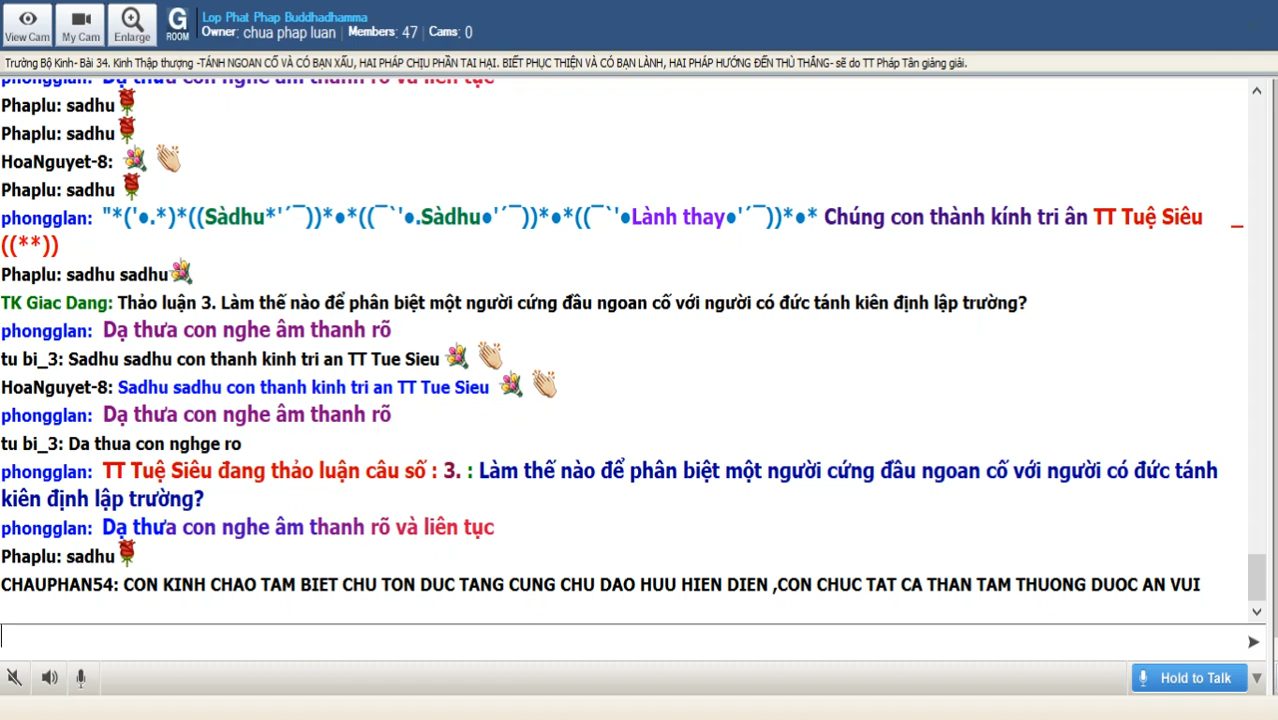 View Cam
My Cam
Enlarge
G
ROOM
Lop Phat Phap Buddhadhamma
Owner: chua phap luan | Members: 47 | Cams: 0
Trường Bộ Kinh- Bài 34. Kinh Thập thượng -TÁNH NGOAN CỐ VÀ CÓ BẠN XẤU, HAI PHÁP CHỊU PHẦN TAI HẠI. BIẾT PHỤC THIỆN VÀ CÓ BẠN LÀNH, HAI PHÁP HƯỚNG ĐẾN THÙ THẮNG- sẽ do TT Pháp Tân giảng giải.
phongglan: Dạ thưa con nghe âm thanh rõ và liên tục
Phaplu: sadhu
Phaplu: sadhu
HoaNguyet-8:
Phaplu: sadhu
phongglan: "*('●.*)*((Sàdhu*'´¯))*●*((¯`'●.Sàdhu●'´¯))*●*((¯`'●Lành thay●'´¯))*●* Chúng con thành kính tri ân TT Tuệ Siêu _
((**))
Phaplu: sadhu sadhu
TK Giac Dang: Thảo luận 3. Làm thế nào để phân biệt một người cứng đầu ngoan cố với người có đức tánh kiên định lập trường?
phongglan: Dạ thưa con nghe âm thanh rõ
tu bi_3: Sadhu sadhu con thanh kinh tri an TT Tue Sieu
HoaNguyet-8: Sadhu sadhu con thanh kinh tri an TT Tue Sieu
phongglan: Dạ thưa con nghe âm thanh rõ
tu bi_3: Da thua con nghge ro
phongglan: TT Tuệ Siêu đang thảo luận câu số : 3. : Làm thế nào để phân biệt một người cứng đầu ngoan cố với người có đức tánh
kiên định lập trường?
phongglan: Dạ thưa con nghe âm thanh rõ và liên tục
Phaplu: sadhu
CHAUPHAN54: CON KINH CHAO TAM BIET CHU TON DUC TANG CUNG CHU DAO HUU HIEN DIEN ,CON CHUC TAT CA THAN TAM THUONG DUOC AN VUI
Hold to Talk